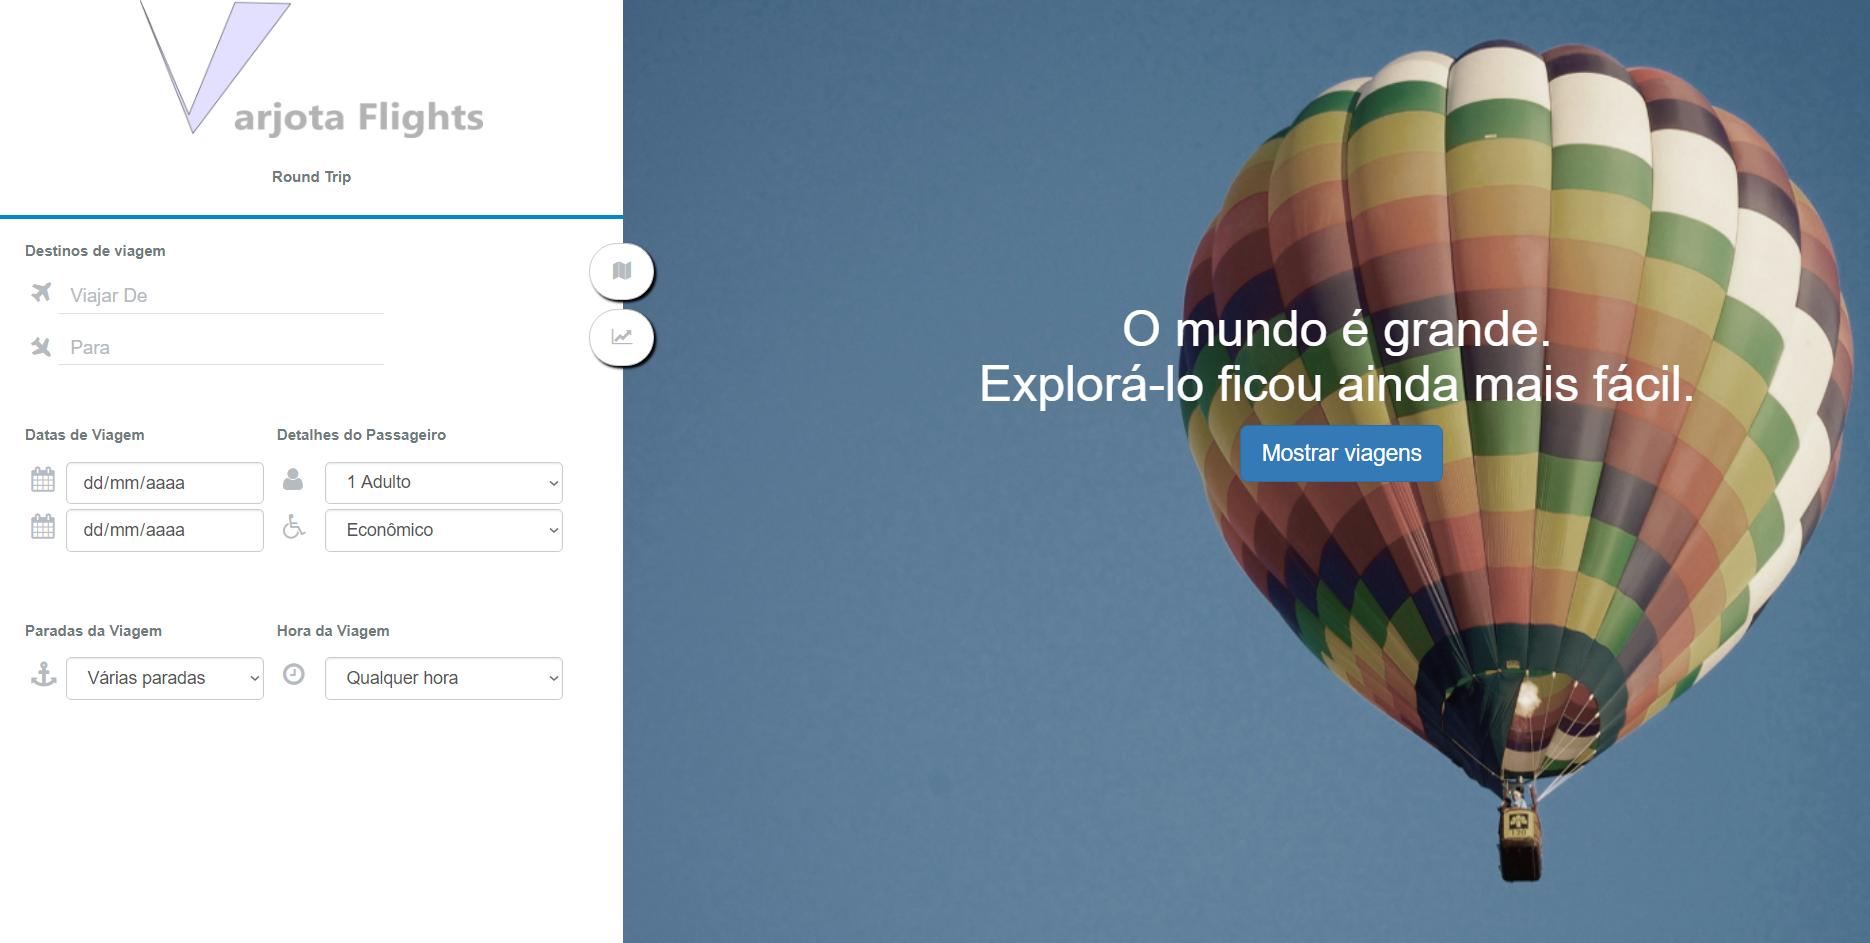 Varjota Flights
Round Trip
Destinos de viagem
Viajar De
Para
Datas de Viagem
dd/mm/aaaa
dd/mm/aaaa
Detalhes do Passageiro
1 Adulto
Econômico
Paradas da Viagem
Várias paradas
Hora da Viagem
Qualquer hora
O mundo é grande.
Explorá-lo ficou ainda mais fácil.
Mostrar viagens